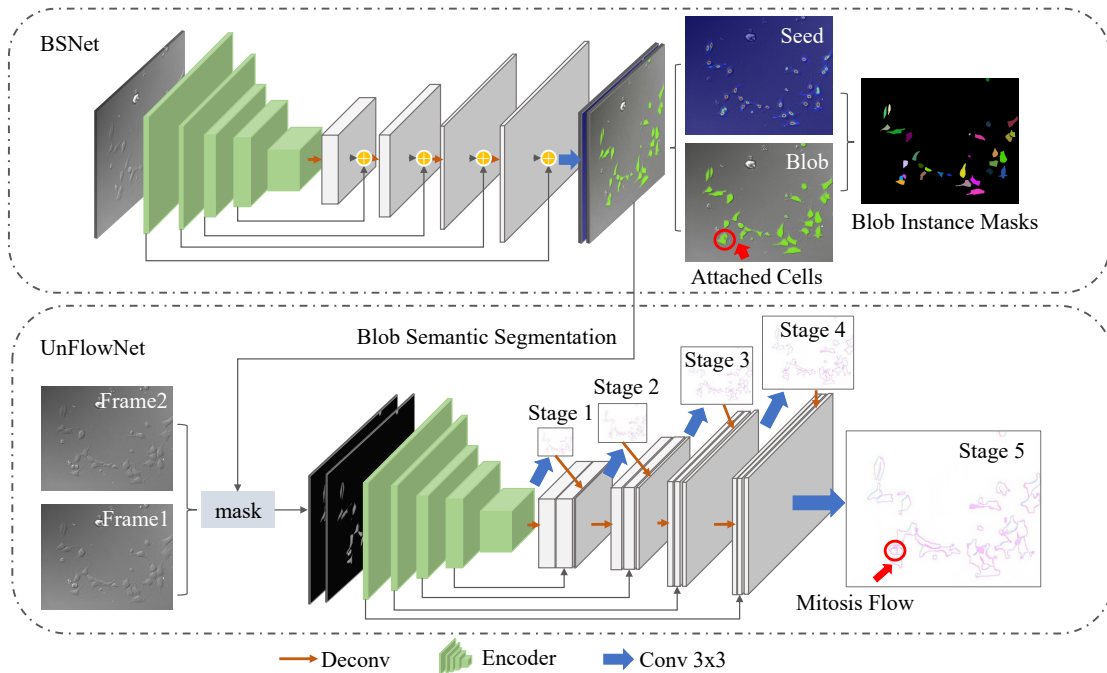 BSNet
Seed
Blob
Blob Instance Masks
Attached Cells
UnFlowNet
Blob Semantic Segmentation
Frame2
Frame1
mask
Stage 1
Stage 2
Stage 3
Stage 4
Stage 5
Mitosis Flow
Deconv
Encoder
Conv 3x3